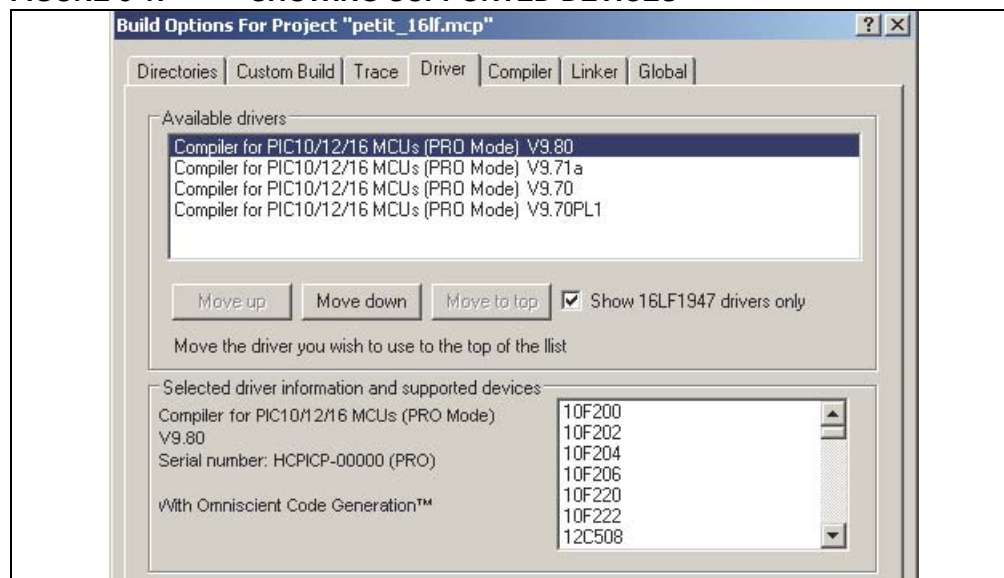 Build Options For Project "petit_16lf.mcp"
Directories Custom Build Trace Driver Compiler Linker Global
Available drivers
Compiler for PIC10/12/16 MCUs (PRO Mode) V9.80
Compiler for PIC10/12/16 MCUs (PRO Mode) V9.71a
Compiler for PIC10/12/16 MCUs (PRO Mode) V9.70
Compiler for PIC10/12/16 MCUs (PRO Mode) V9.70PL1
Move up Move down Move to top Show 16LF1947 drivers only
Move the driver you wish to use to the top of the llist
Selected driver information and supported devices
Compiler for PIC10/12/16 MCUs (PRO Mode)
V9.80
Serial number: HCPICP-00000 (PRO)
With Omniscient Code Generation™
10F200
10F202
10F204
10F206
10F220
10F222
12C508